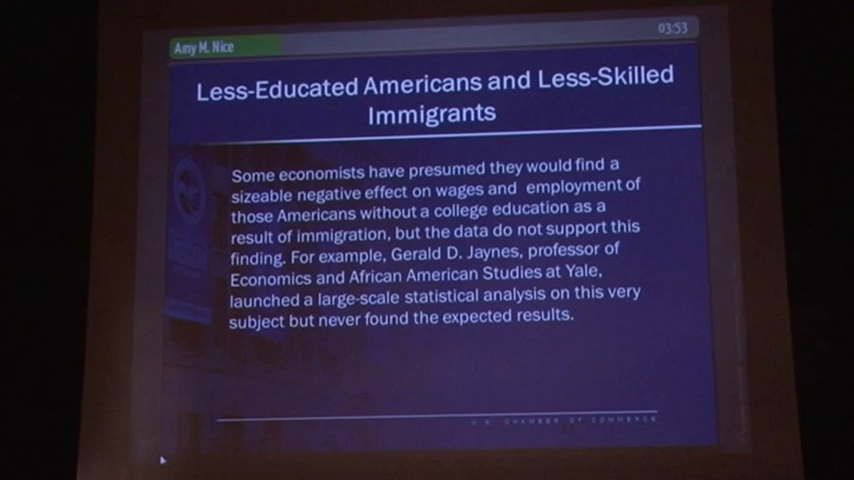 03:53
Amy M. Nice
Less-Educated Americans and Less-Skilled
Immigrants
Some economists have presumed they would find a
sizeable negative effect on wages and employment of
those Americans without a college education as a
result of immigration, but the data do not support this
finding. For example, Gerald D. Jaynes, professor of
Economics and African American Studies at Yale,
launched a large-scale statistical analysis on this very
subject but never found the expected results.
U.S. CHAMBER OF COMMERCE